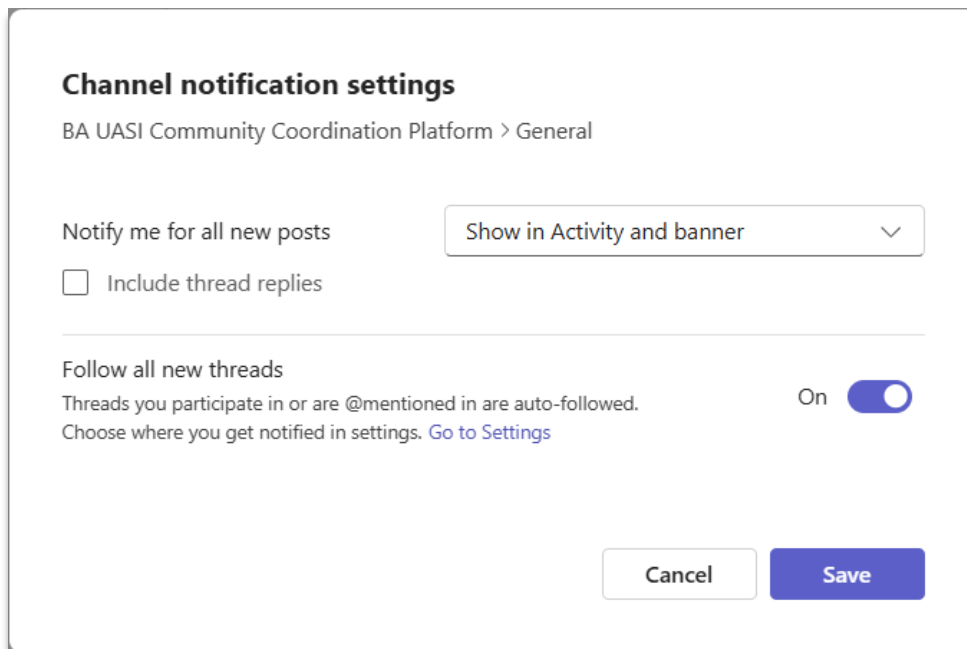 Channel notification settings
BA UASI Community Coordination Platform > General
Notify me for all new posts
Show in Activity and banner
Include thread replies
Follow all new threads
Threads you participate in or are @mentioned in are auto-followed.
Choose where you get notified in settings. Go to Settings
On
Cancel
Save